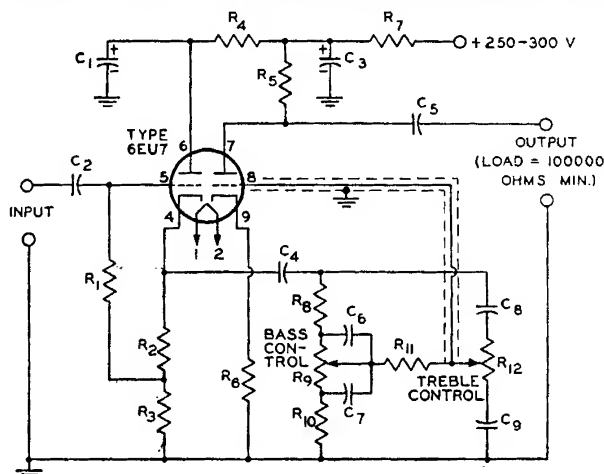 R4
R7
+250-300 V
C1
+
-
R5
+
-
C3
C5
TYPE
6EU7
6
7
OUTPUT
(LOAD = 100000
OHMS MIN.)
C2
5
8
INPUT
4
9
1
2
C4
R1
R8
C6
C8
BASS
CON-
TROL
R11
R2
R9
R12
TREBLE
CONTROL
R6
C7
R3
R10
C9